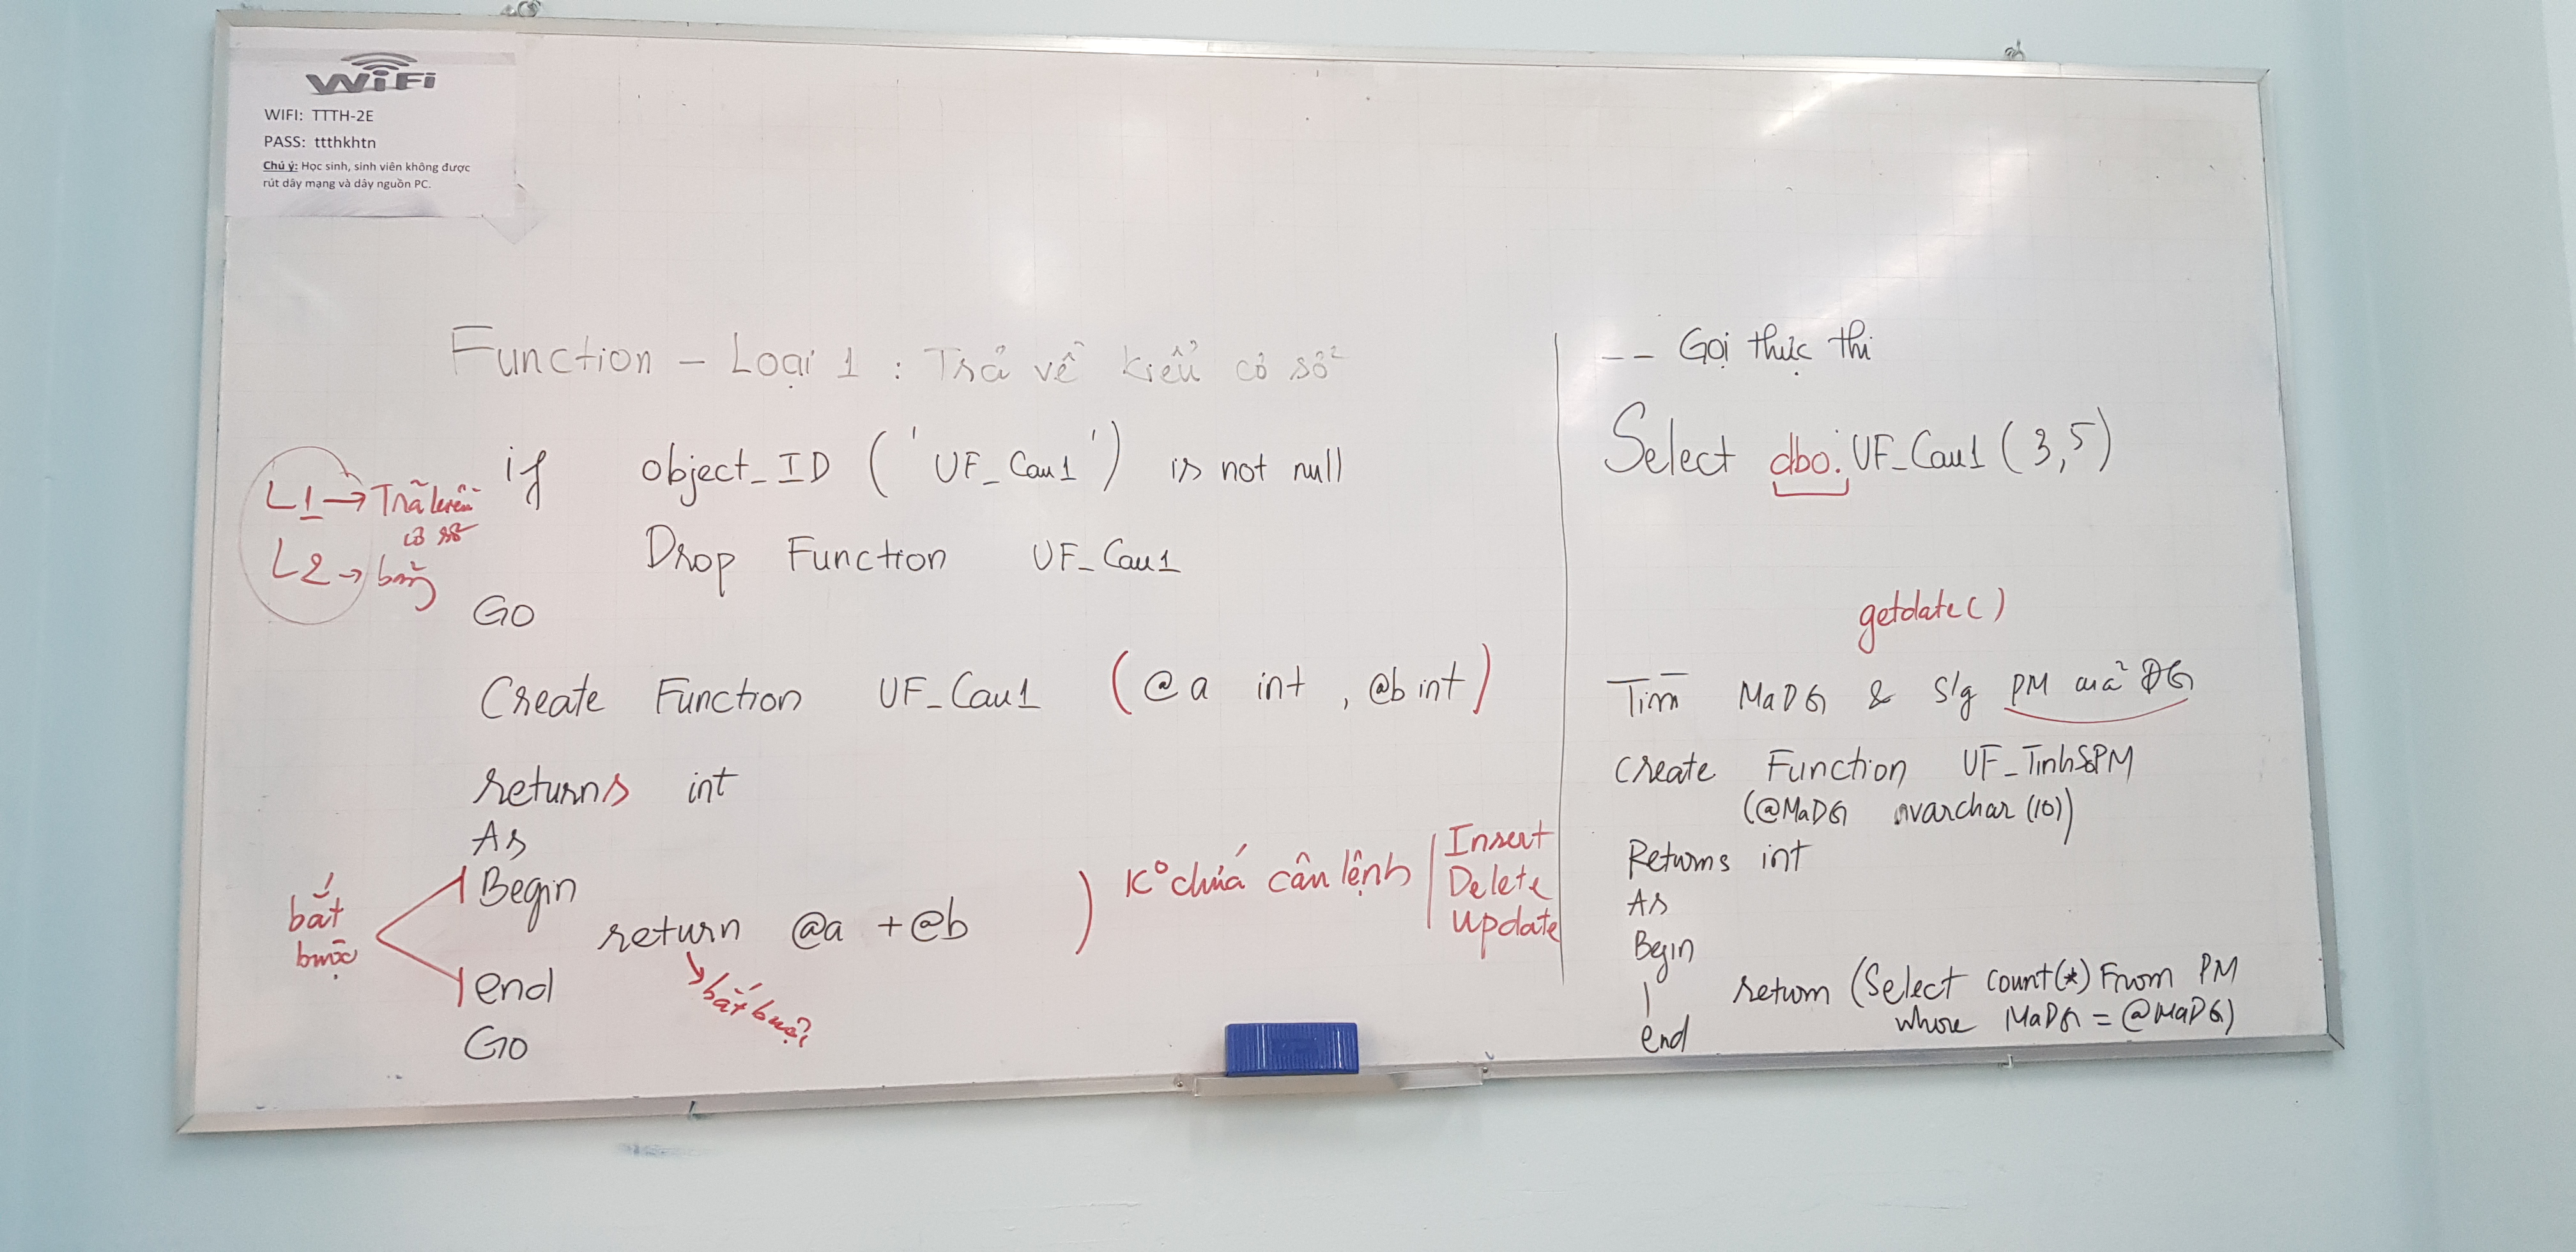 WiFi
WIFI: TTTH-2E
PASS: ttthkhtn
Chú ý: Học sinh, sinh viên không được
rút dây mạng và dây nguồn PC.
Function - Loại 1 : Trả về kiểu cơ sở
L1 → Trả kiểu
cơ sở
L2 → bảng
if object_ID ('UF_Cau1') is not null
Drop Function UF_Cau1
Go
Create Function UF_Cau1 (@a int , @b int)
returns int
As
Begin
return @a + @b
end
Go
bắt
buộc
bắt buộc
K° chứa câu lệnh
Insert
Delete
Update
-- Gọi thực thi
Select dbo.UF_Cau1(3,5)
getdate()
Tìm MaDG & s/g PM của ĐG
Create Function UF_TinhSoPM
(@MaDG nvarchar(10))
Returns int
As
Begin
return (Select count(*) From PM
where MaDG = @MaDG)
end